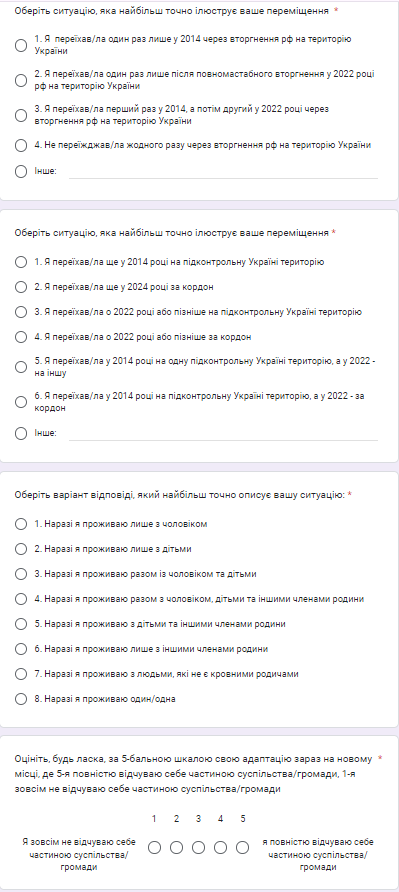 Оберіть ситуацію, яка найбільш точно ілюструє ваше переміщення *
1. Я переїхав/ла один раз лише у 2014 через вторгнення рф на територію
України
2. Я переїхав/ла один раз лише після повномастабного вторгнення у 2022 році
рф на територію України
3. Я переїхав/ла перший раз у 2014, а потім другий у 2022 році через
вторгнення рф на територію України
4. Не переїжджав/ла жодного разу через вторгнення рф на територію України
Інше:
Оберіть ситуацію, яка найбільш точно ілюструє ваше переміщення *
1. Я переїхав/ла ще у 2014 році на підконтрольну Україні територію
2. Я переїхав/ла ще у 2024 році за кордон
3. Я переїхав/ла о 2022 році або пізніше на підконтрольну Україні територію
4. Я переїхав/ла о 2022 році або пізніше за кордон
5. Я переїхав/ла у 2014 році на одну підконтрольну Україні територію, а у 2022 -
на іншу
6. Я переїхав/ла у 2014 році на підконтрольну Україні територію, а у 2022 - за
кордон
Інше:
Оберіть варіант відповіді, який найбільш точно описує вашу ситуацію: *
1. Наразі я проживаю лише з чоловіком
2. Наразі я проживаю лише з дітьми
3. Наразі я проживаю разом із чоловіком та дітьми
4. Наразі я проживаю разом з чоловіком, дітьми та іншими членами родини
5. Наразі я проживаю з дітьми та іншими членами родини
6. Наразі я проживаю лише з іншими членами родини
7. Наразі я проживаю з людьми, які не є кровними родичами
8. Наразі я проживаю один/одна
Оцініть, будь ласка, за 5-бальною шкалою свою адаптацію зараз на новому *
місці, де 5-я повністю відчуваю себе частиною суспільства/громади, 1-я
зовсім не відчуваю себе частиною суспільства/громади
1 2 3 4 5
Я зовсім не відчуваю себе
частиною суспільства/
громади
я повністю відчуваю себе
частиною суспільства/
громади